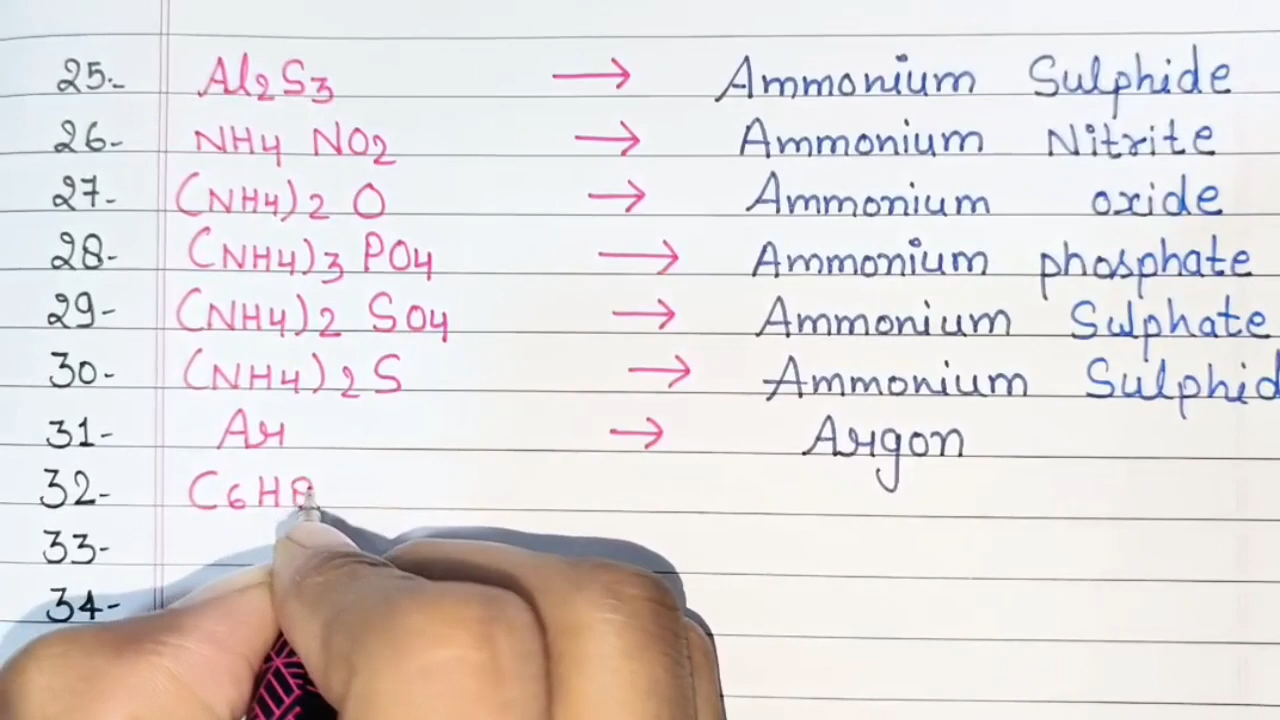 25- Al2S3 → Ammonium Sulphide
26- NH4 NO2 → Ammonium Nitrite
27- (NH4)2 O → Ammonium oxide
28- (NH4)3 PO4 → Ammonium phosphate
29- (NH4)2 SO4 → Ammonium Sulphate
30- (NH4)2 S → Ammonium Sulphid
31- Ar → Argon
32- C6H8
33-
34-